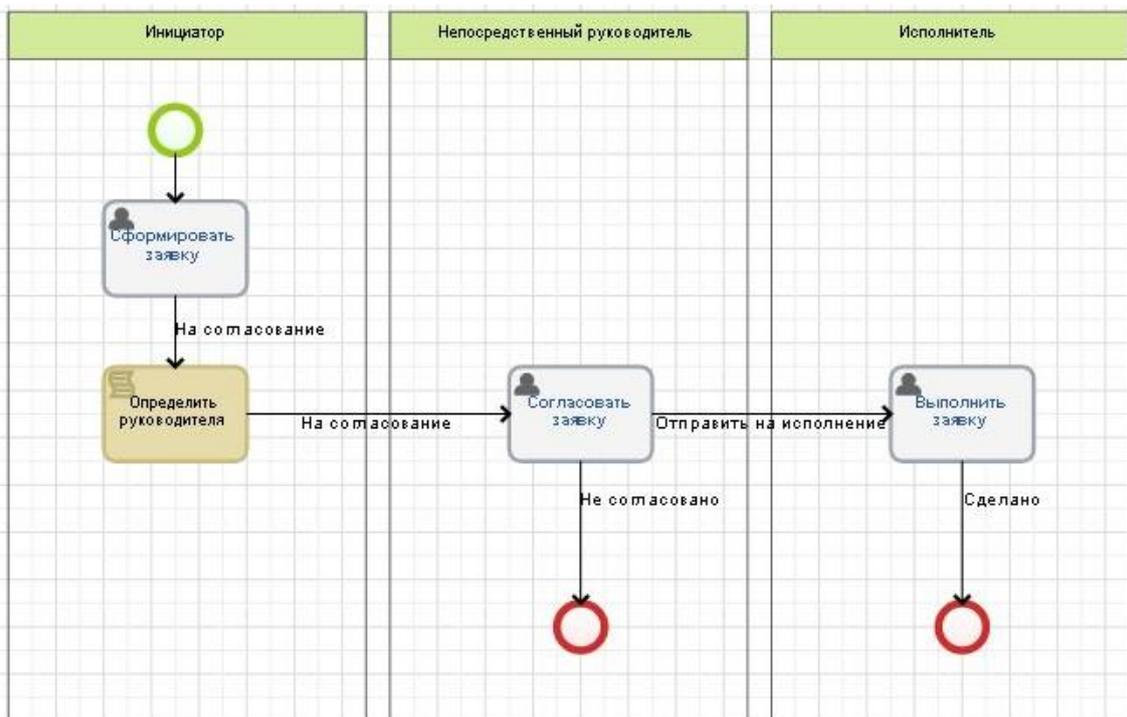 Инициатор
Непосредственный руководитель
Исполнитель
Сформировать
заявку
На согласование
Определить
руководителя
На согласование
Согласовать
заявку
Отправить на исполнение
Выполнить
заявку
Не согласовано
Сделано